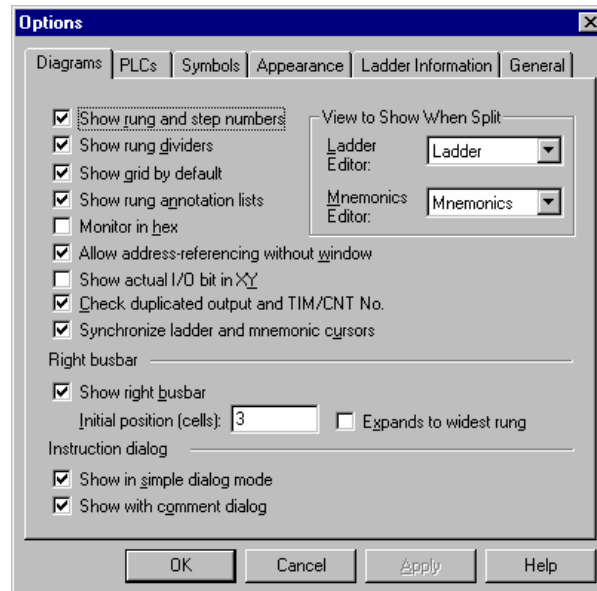 Options
Diagrams PLCs Symbols Appearance Ladder Information General
Show rung and step numbers
Show rung dividers
Show grid by default
Show rung annotation lists
Monitor in hex
Allow address-referencing without window
Show actual I/O bit in XY
Check duplicated output and TIM/CNT No.
Synchronize ladder and mnemonic cursors
View to Show When Split
Ladder
Editor:
Ladder
Mnemonics
Editor:
Mnemonics
Right busbar
Show right busbar
Initial position (cells): 3 Expands to widest rung
Instruction dialog
Show in simple dialog mode
Show with comment dialog
OK Cancel Apply Help